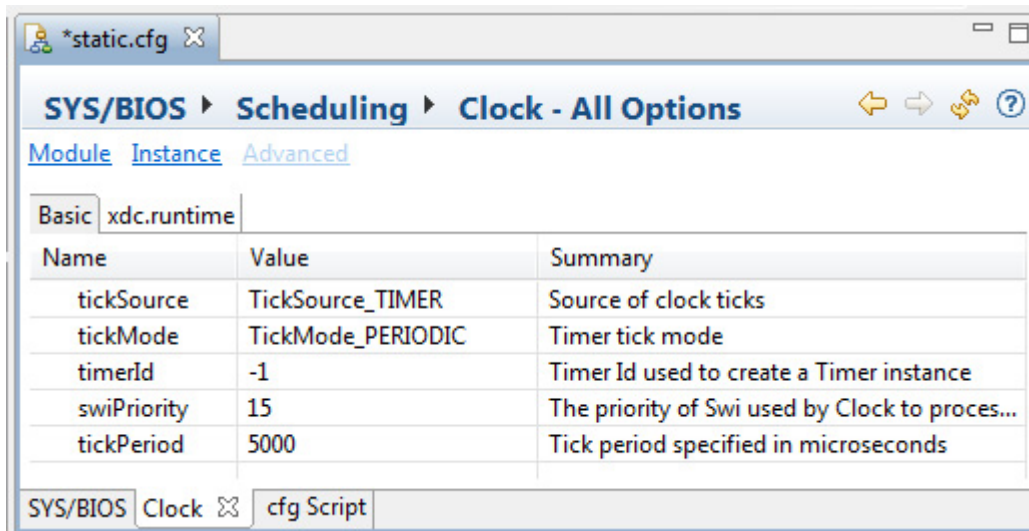 *static.cfg
SYS/BIOS Scheduling Clock - All Options
Module Instance Advanced
Basic xdc.runtime
Name Value Summary
tickSource TickSource_TIMER Source of clock ticks
tickMode TickMode_PERIODIC Timer tick mode
timerId -1 Timer Id used to create a Timer instance
swiPriority 15 The priority of Swi used by Clock to proces...
tickPeriod 5000 Tick period specified in microseconds
SYS/BIOS Clock cfg Script